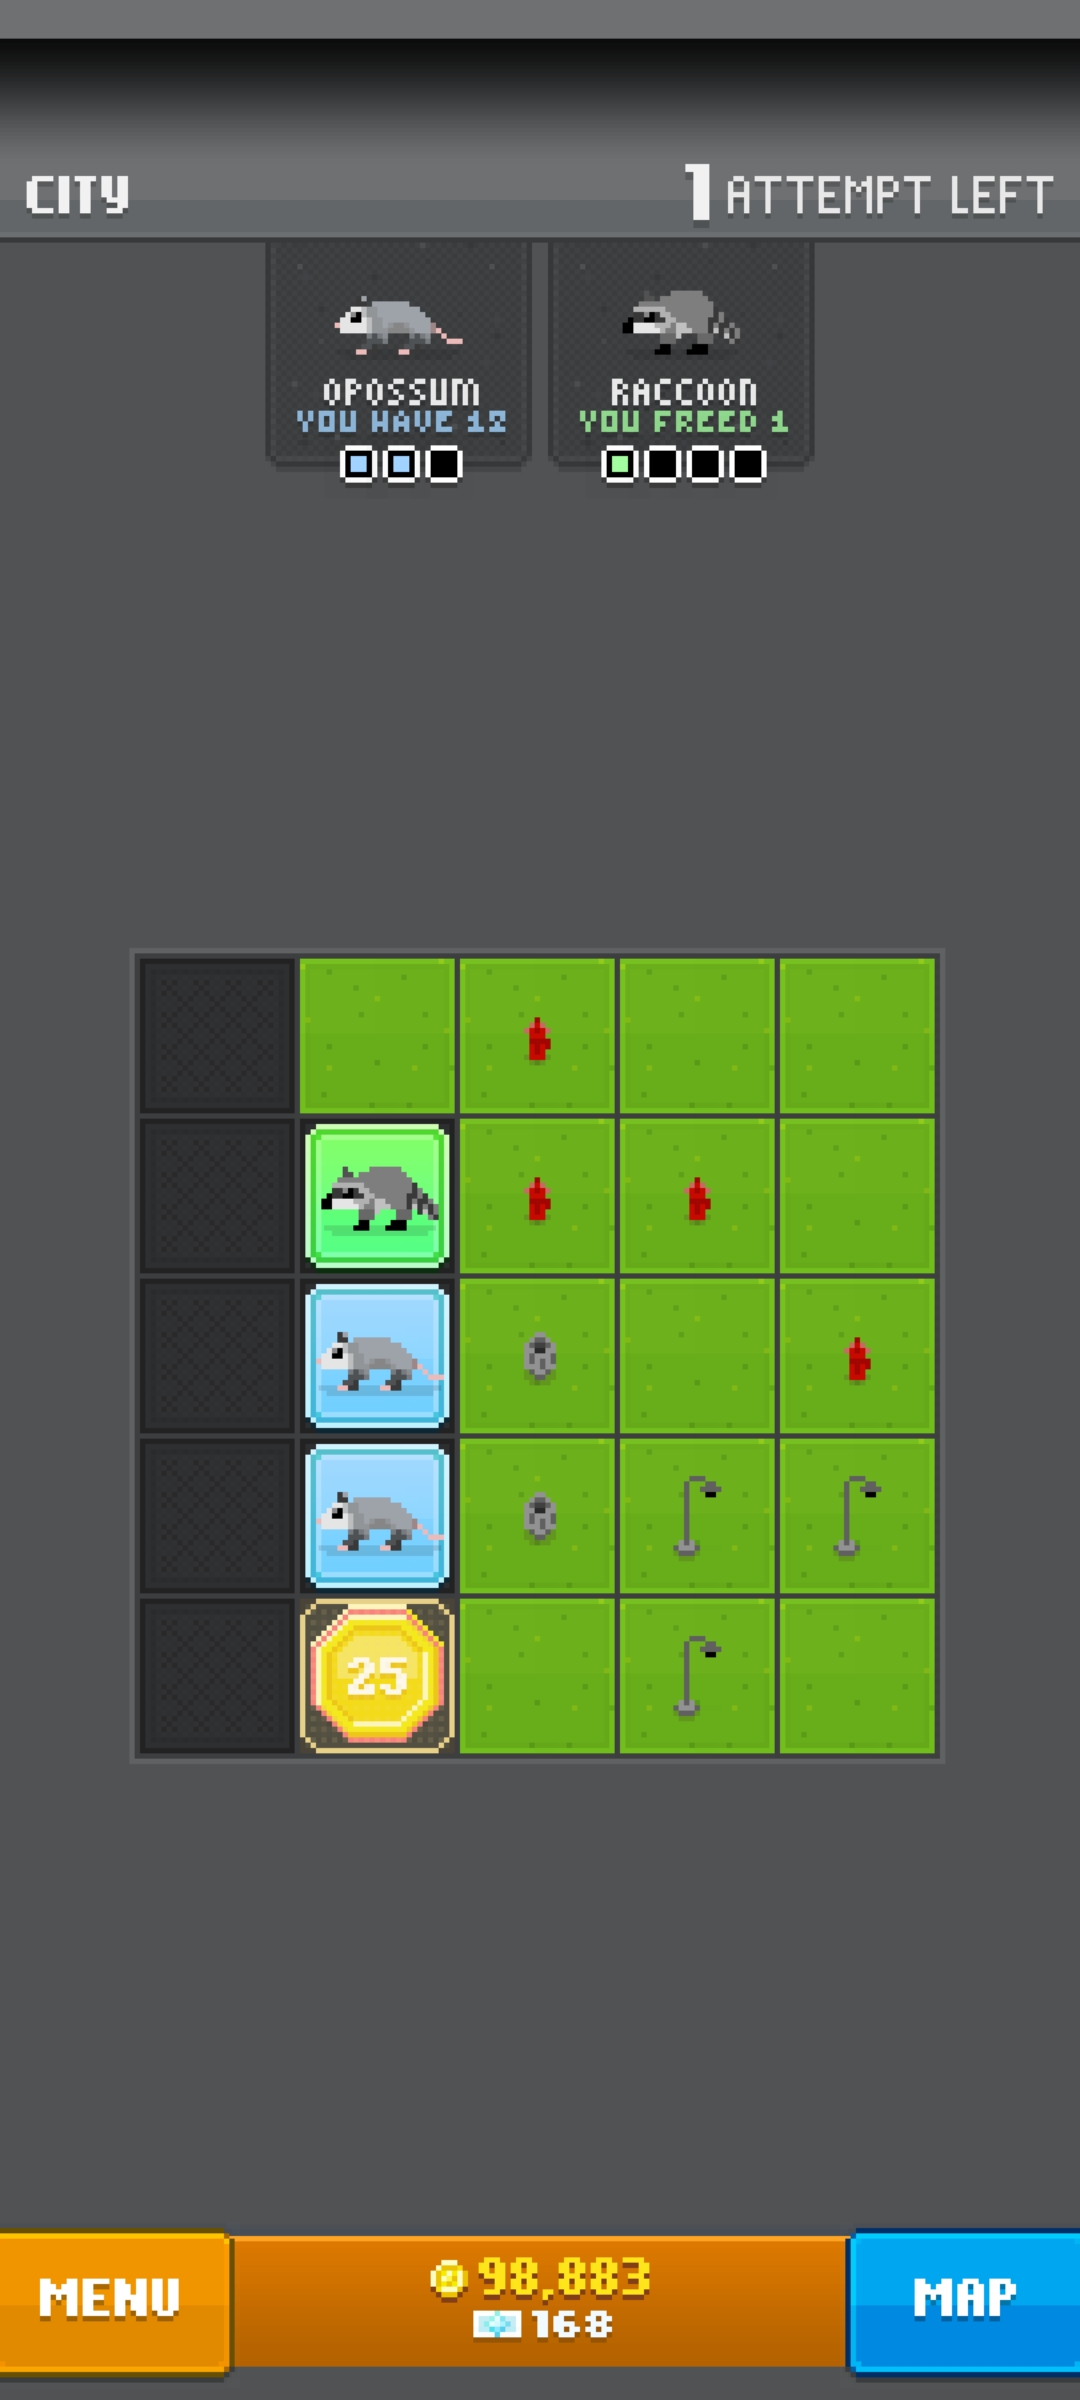 CITY
1 ATTEMPT LEFT
OPOSSUM
YOU HAVE 12
RACCOON
YOU FREED 1
25
MENU
98,883
168
MAP